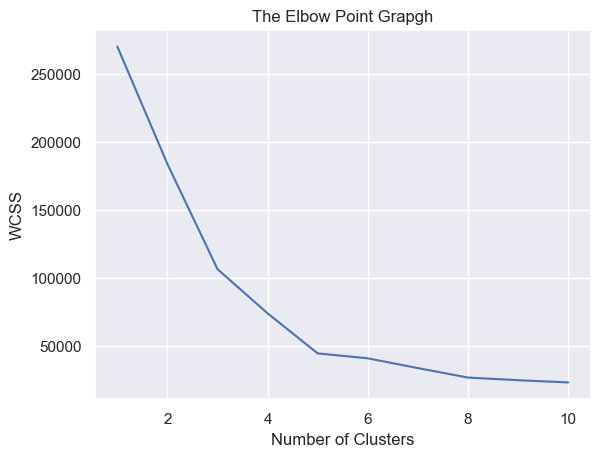 The Elbow Point Grapgh
250000
200000
150000
100000
50000
WCSS
2 4 6 8 10
Number of Clusters